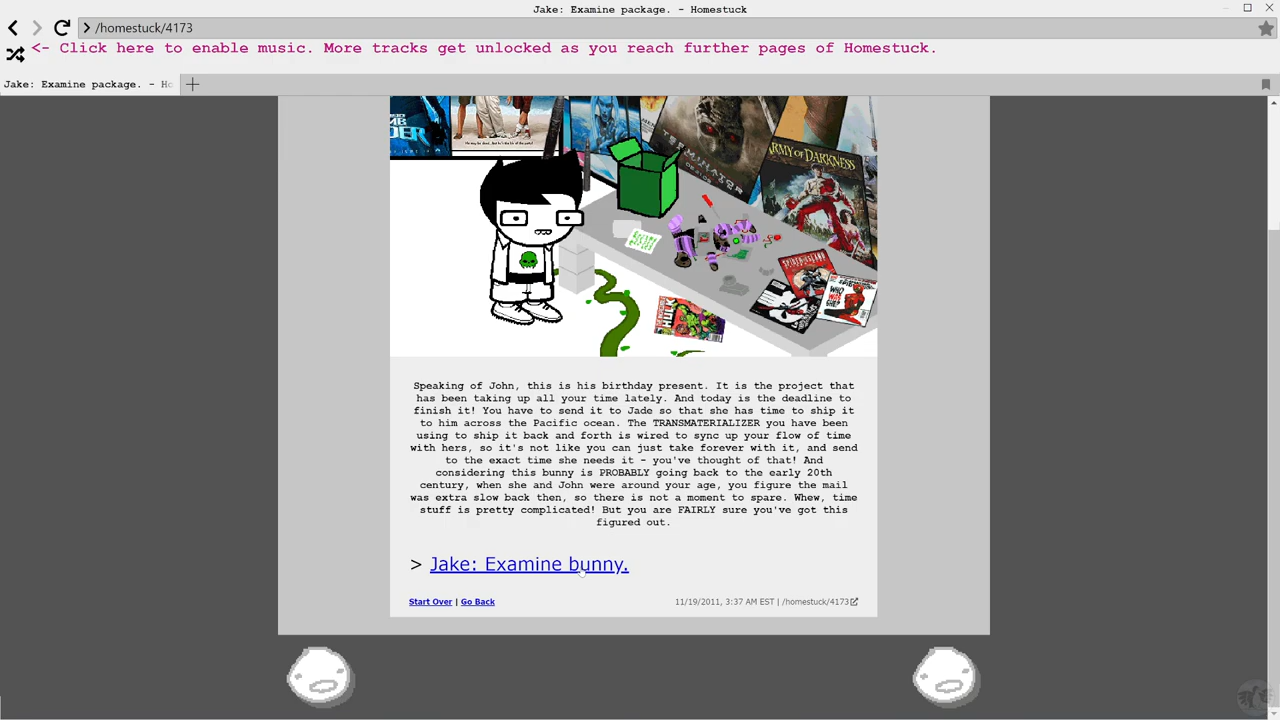 Jake: Examine package. - Homestuck
/homestuck/4173
<- Click here to enable music. More tracks get unlocked as you reach further pages of Homestuck.
Jake: Examine package. - Ho
TERMINATOR
ARMY OF DARKNESS
HULK
Speaking of John, this is his birthday present. It is the project that
has been taking up all your time lately. And today is the deadline to
finish it! You have to send it to Jade so that she has time to ship it
to him across the Pacific ocean. The TRANSMATERIALIZER you have been
using to ship it back and forth is wired to sync up your flow of time
with hers, so it's not like you can just take forever with it, and send
to the exact time she needs it - you've thought of that! And
considering this bunny is PROBABLY going back to the early 20th
century, when she and John were around your age, you figure the mail
was extra slow back then, so there is not a moment to spare. Whew, time
stuff is pretty complicated! But you are FAIRLY sure you've got this
figured out.
> Jake: Examine bunny.
Start Over | Go Back
11/19/2011, 3:37 AM EST | /homestuck/4173